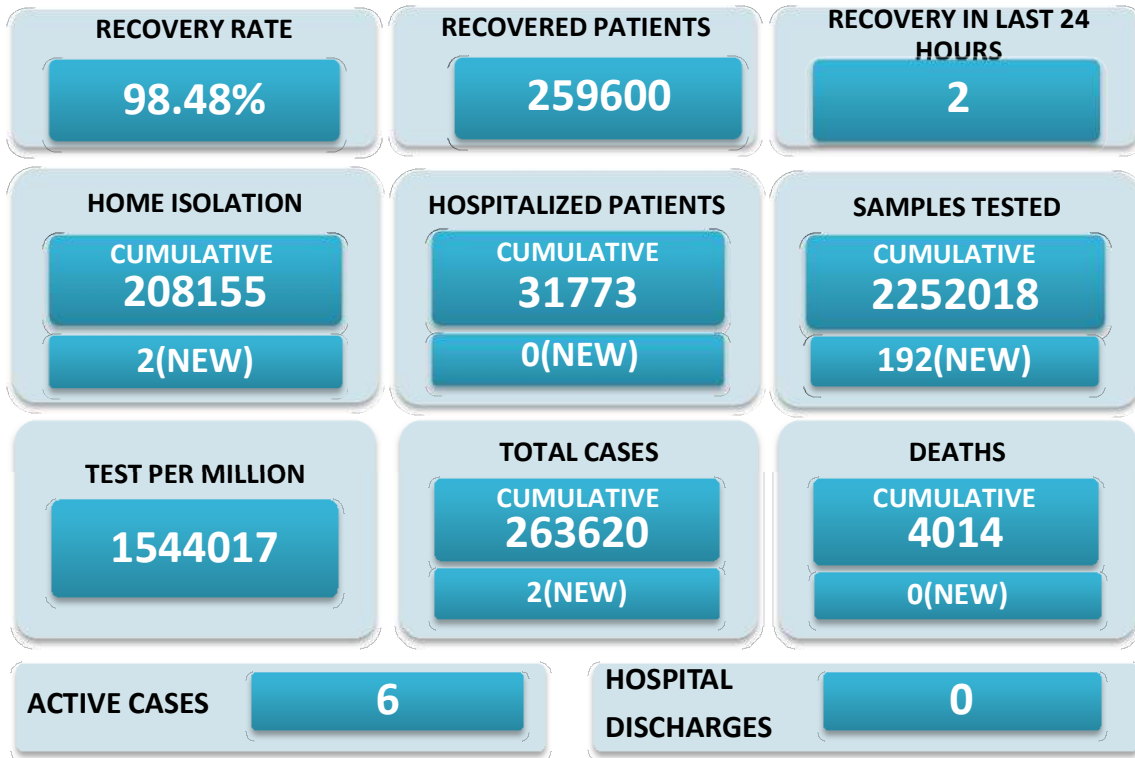 RECOVERY RATE
98.48%
RECOVERED PATIENTS
259600
RECOVERY IN LAST 24
HOURS
2
HOME ISOLATION
CUMULATIVE
208155
2(NEW)
HOSPITALIZED PATIENTS
CUMULATIVE
31773
0(NEW)
SAMPLES TESTED
CUMULATIVE
2252018
192(NEW)
TEST PER MILLION
1544017
TOTAL CASES
CUMULATIVE
263620
2(NEW)
DEATHS
CUMULATIVE
4014
0(NEW)
ACTIVE CASES
6
HOSPITAL
DISCHARGES
0